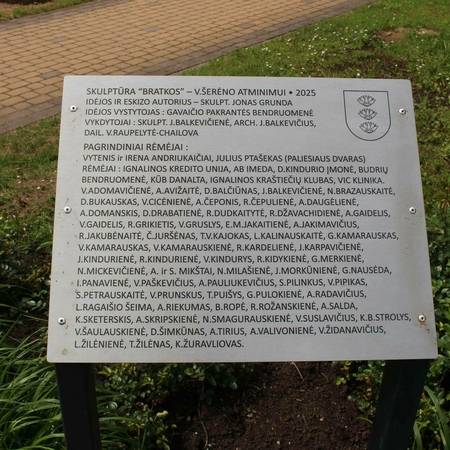 SKULPTŪRA "BRATKOS" – V.ŠERĖNO ATMINIMUI • 2025
IDĖJOS IR ESKIZO AUTORIUS – SKULPT. JONAS GRUNDA
IDĖJOS VYSTYTOJAS : GAVAIČIO PAKRANTĖS BENDRUOMENĖ
VYKDYTOJAI : SKULPT. J.BALKEVIČIENĖ, ARCH. J.BALKEVIČIUS,
DAIL. V.RAUPELYTĖ-CHAILOVA
PAGRINDINIAI RĖMĖJAI :
VYTENIS ir IRENA ANDRIUKAIČIAI, JULIUS PTAŠEKAS (PALIESIAUS DVARAS)
RĖMĖJAI : IGNALINOS KREDITO UNIJA, AB IMEDA, D.KINDURIO ĮMONĖ, BUDRIŲ
BENDRUOMENĖ, KŪB DANALTA, IGNALINOS KRAŠTIEČIŲ KLUBAS, VIC KLINIKA.
V.ADOMAVIČIENĖ, A.AVIŽAITĖ, D.BALČIŪNAS, J.BALKEVIČIENĖ, N.BRAZAUSKAITĖ,
D.BUKAUSKAS, V.CICĖNIENĖ, A.ČEPONIS, R.ČEPULIENĖ, A.DAUGĖLIENĖ,
A.DOMANSKIS, D.DRABATIENĖ, R.DUDKAITYTĖ, R.DŽAVACHIDIENĖ, A.GAIDELIS,
V.GAIDELIS, R.GRIKIETIS, V.GRUSLYS, E.M.JAKAITIENĖ, A.JAKIMAVIČIUS,
R.JAKUBĖNAITĖ, Č.JURŠĖNAS, T.V.KAJOKAS, L.KALINAUSKAITĖ, G.KAMARAUSKAS,
V.KAMARAUSKAS, V.KAMARAUSKIENĖ, R.KARDELIENĖ, J.KARPAVIČIENĖ,
J.KINDURIENĖ, R.KINDURIENĖ, V.KINDURYS, R.KIDYKIENĖ, G.MERKIENĖ,
N.MICKEVIČIENĖ, A. ir S. MIKŠTAI, N.MILAŠIENĖ, J.MORKŪNIENĖ, G.NAUSĖDA,
I.PANAVIENĖ, V.PAŠKEVIČIUS, A.PAULIUKEVIČIUS, S.PILINKUS, V.PIPIKAS,
S.PETRAUSKAITĖ, V.PRUNSKUS, T.PUIŠYS, G.PULOKIENĖ, A.RADAVIČIUS,
L.RAGAIŠIO ŠEIMA, A.RIEKUMAS, B.ROPĖ, R.ROŽANSKIENĖ, A.SALDA,
K.SKETERSKIS, A.SKRIPSKIENĖ, N.SMAGURAUSKIENĖ, V.SUSLAVIČIUS, K.B.STROLYS,
V.ŠAULAUSKIENĖ, D.ŠIMKŪNAS, A.TIRIUS, A.VALIVONIENĖ, V.ŽIDANAVIČIUS,
L.ŽILĖNIENĖ, T.ŽILĖNAS, K.ŽURAVLIOVAS.